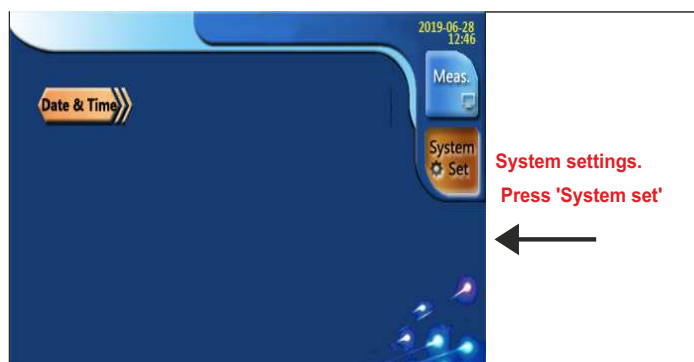 2019-06-28
12:46
Meas.
Date & Time
System
Set
System settings.
Press 'System set'